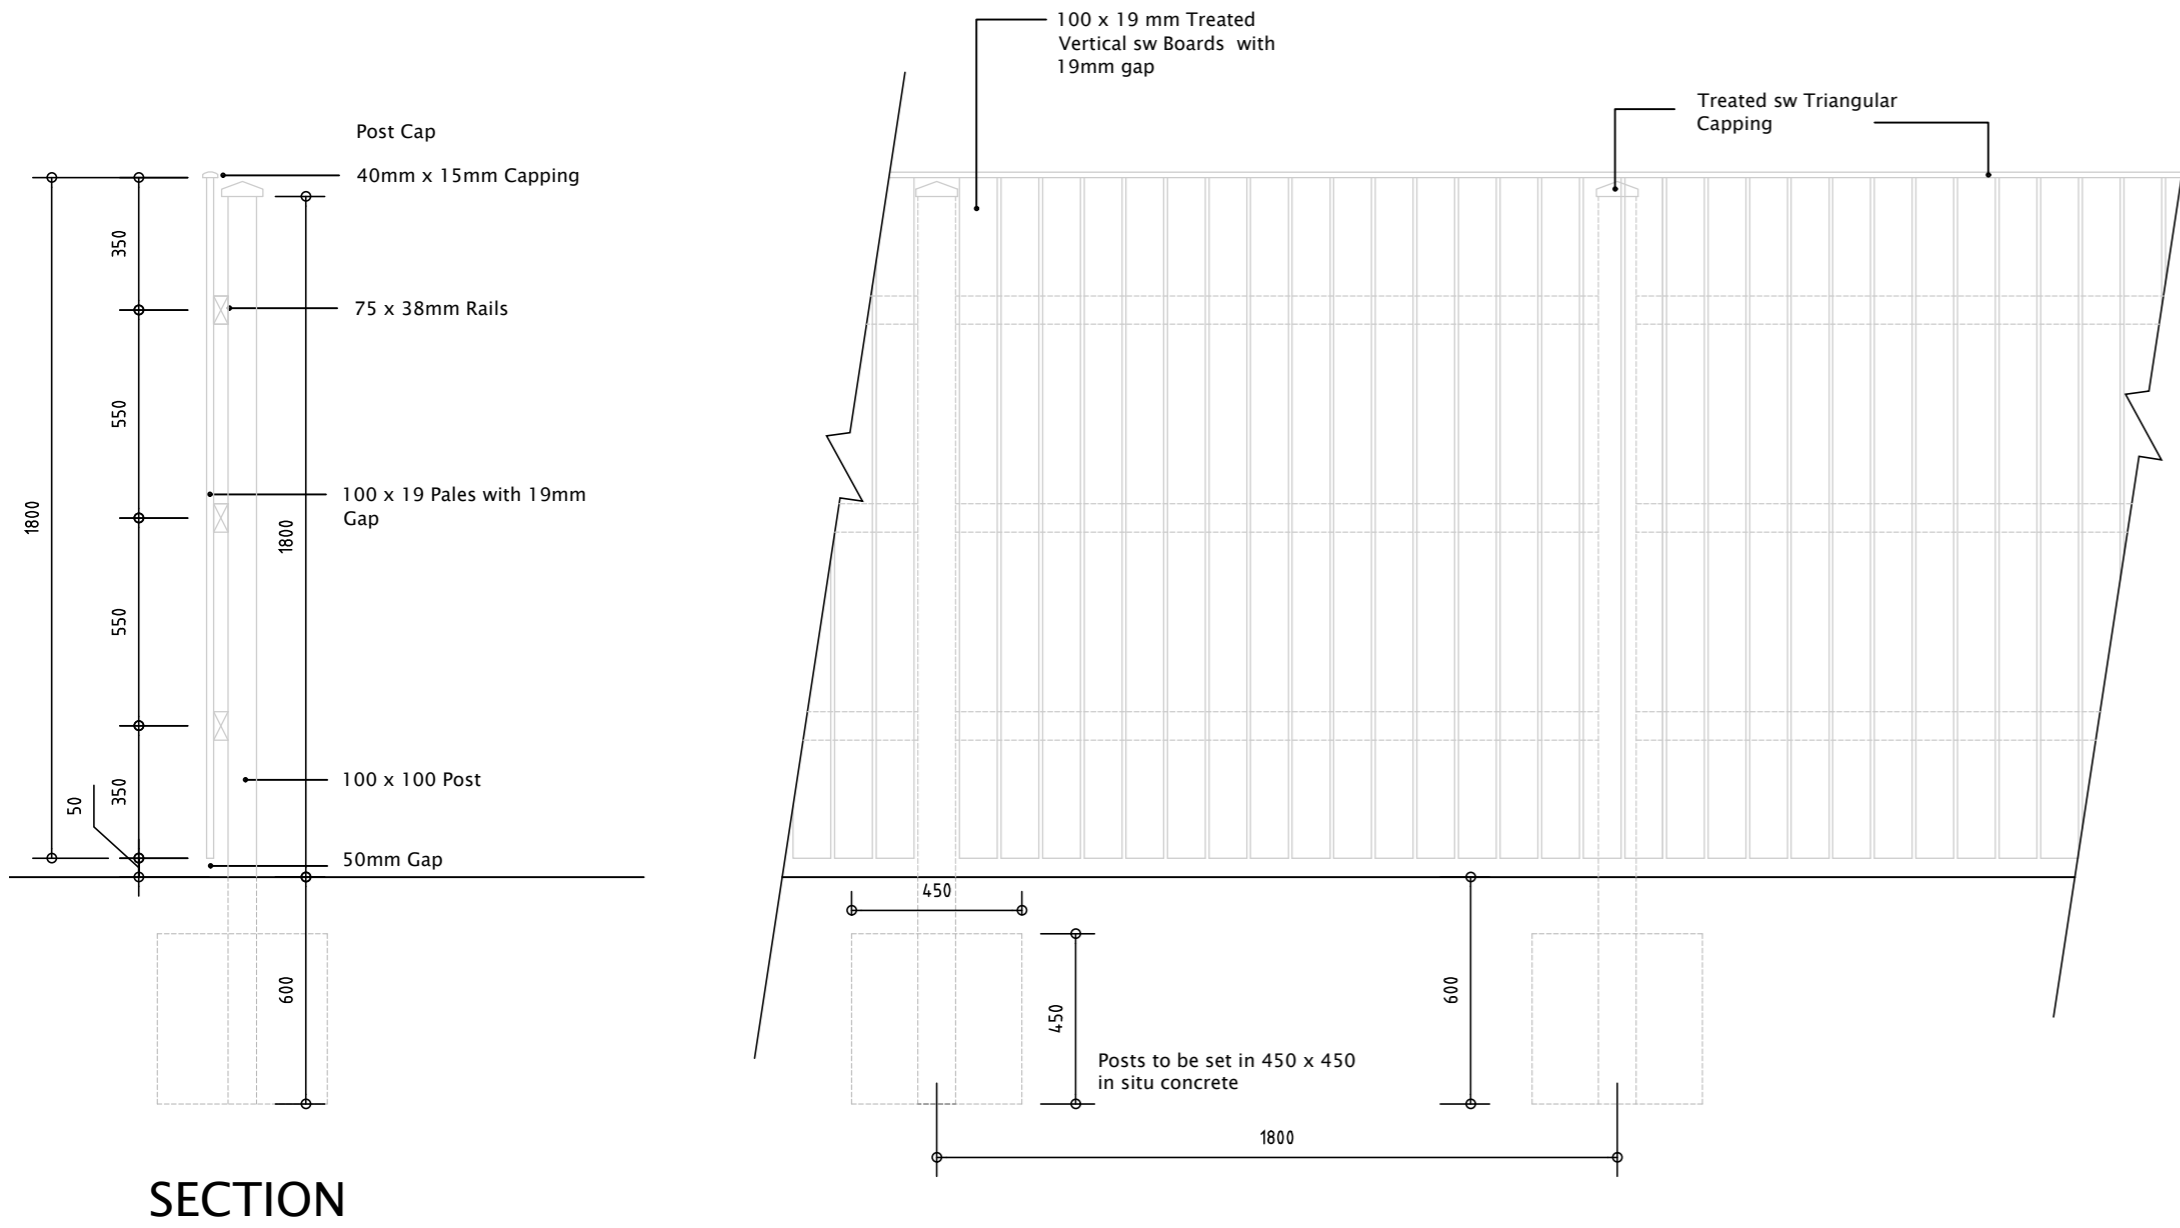 Post Cap
40mm x 15mm Capping
350
75 x 38mm Rails
550
1800
100 x 19 Pales with 19mm
Gap
1800
550
350
50
100 x 100 Post
50mm Gap
600
SECTION
100 x 19 mm Treated
Vertical sw Boards with
19mm gap
Treated sw Triangular
Capping
450
450
600
Posts to be set in 450 x 450
in situ concrete
1800